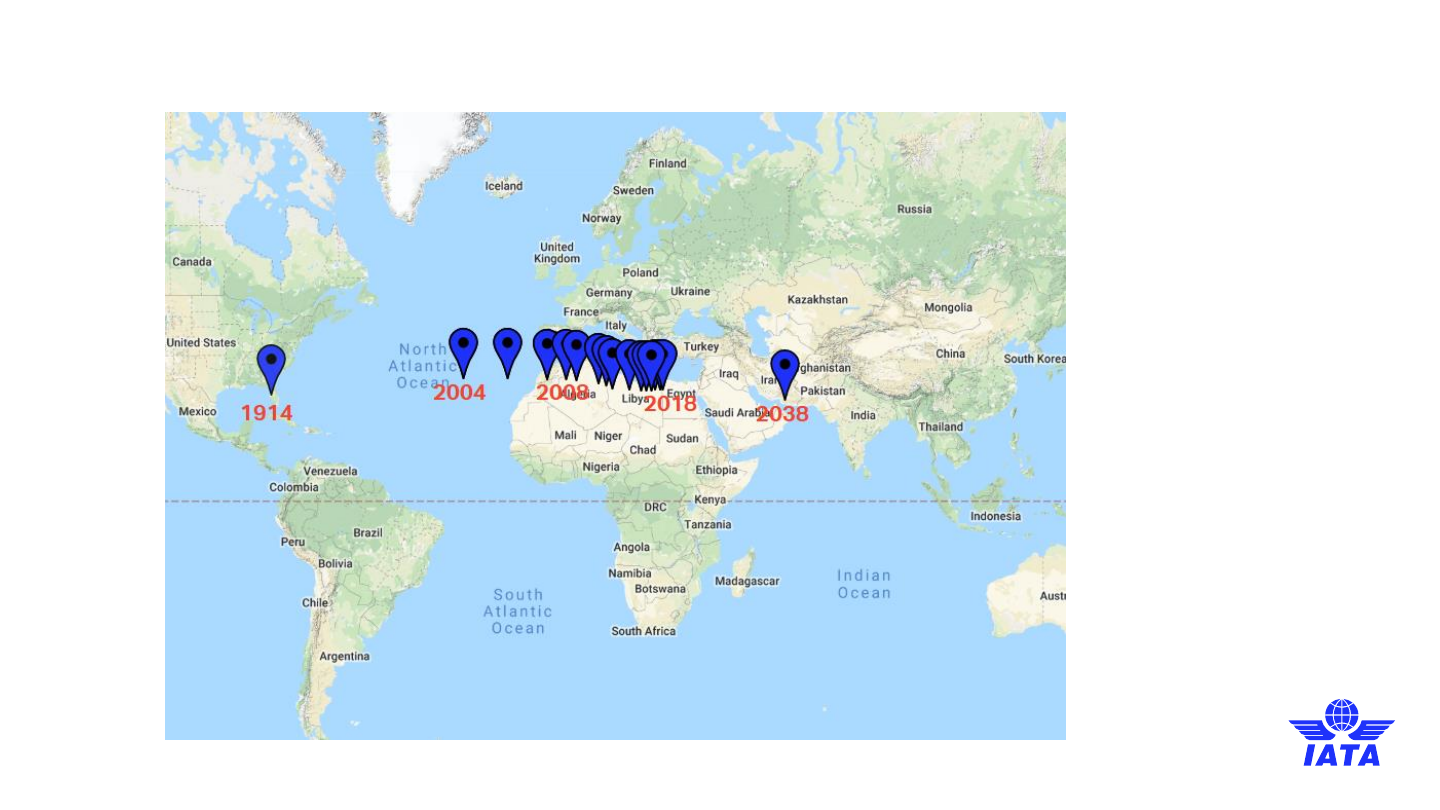 Finland
Iceland
Sweden
Russia
Norway
United
Kingdom
Canada
Poland
Germany
Ukraine
Kazakhstan
Mongolia
France
Italy
United States
North
Atlantic
Ocean
Turkey
China
South Korea
Iraq
Iran
ghanistan
Pakistan
2004
2008
Libya
Egypt
2018
1914
Mexico
Saudi Arabia
2038
India
Thailand
Mali
Niger
Sudan
Chad
Venezuela
Nigeria
Ethiopia
Colombia
Kenya
DRC
Indonesia
Tanzania
Brazil
Peru
Angola
Bolivia
Namibia
Botswana
Madagascar
Indian
Ocean
South
Atlantic
Ocean
Chile
Austr
South Africa
Argentina
IATA